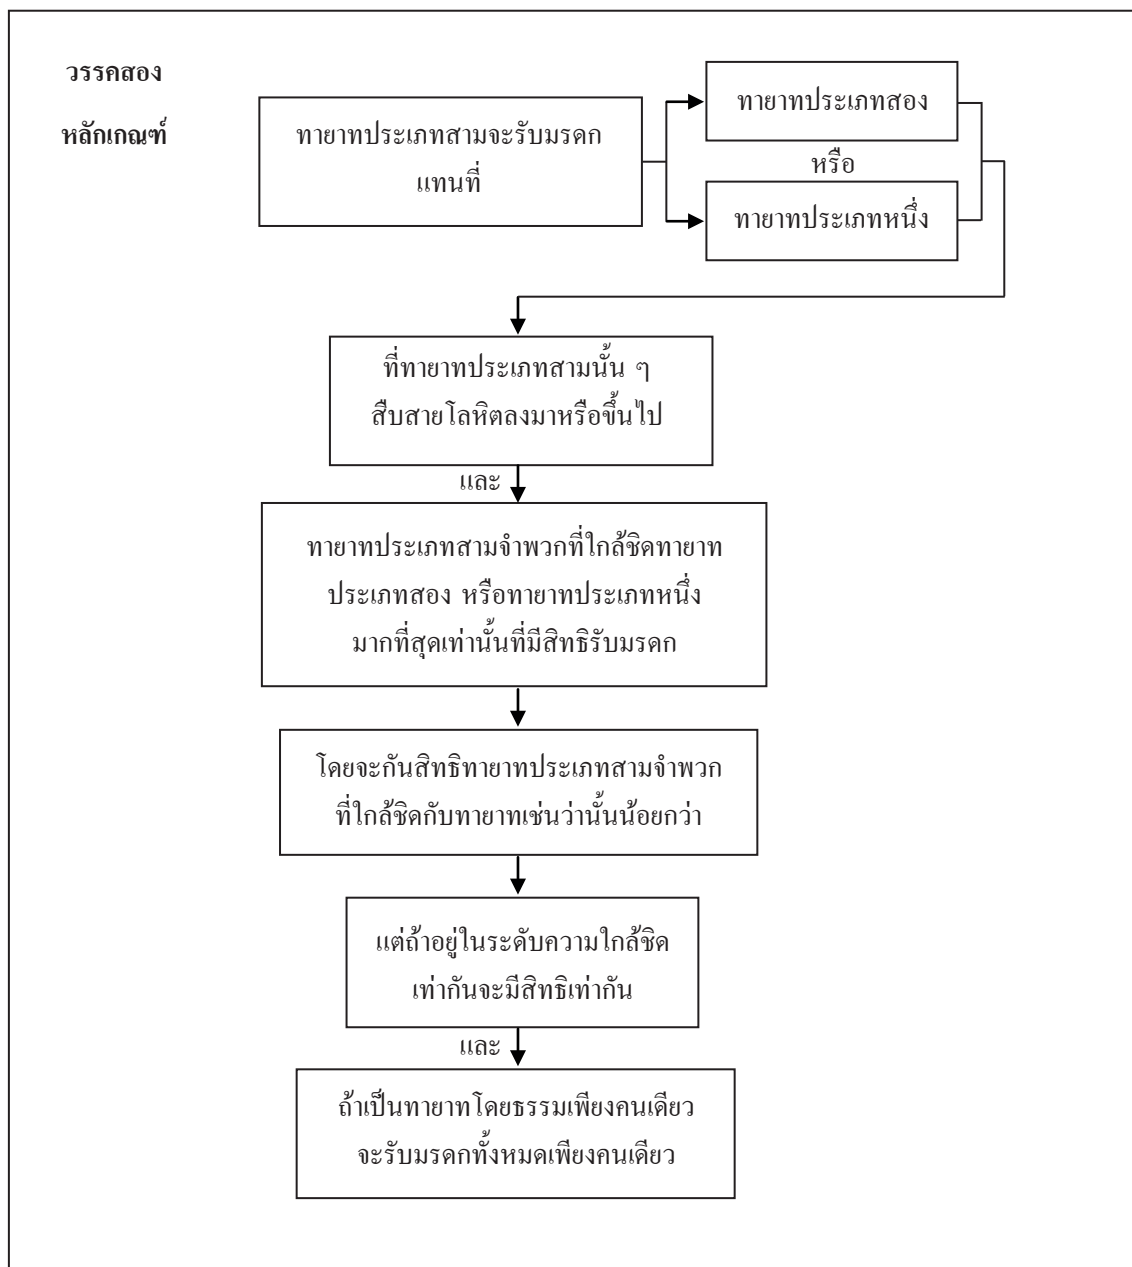 วรรคสอง
หลักเกณฑ์
ทายาทประเภทสามจะรับมรดก
แทนที่
ทายาทประเภทสอง
หรือ
ทายาทประเภทหนึ่ง
ที่ทายาทประเภทสามนั้น ๆ
สืบสายโลหิตลงมาหรือขึ้นไป
และ
ทายาทประเภทสามจำพวกที่ใกล้ชิดทายาท
ประเภทสอง หรือทายาทประเภทหนึ่ง
มากที่สุดเท่านั้นที่มีสิทธิรับมรดก
โดยจะกันสิทธิทายาทประเภทสามจำพวก
ที่ใกล้ชิดกับทายาทเช่นว่านั้นน้อยกว่า
แต่ถ้าอยู่ในระดับความใกล้ชิด
เท่ากันจะมีสิทธิเท่ากัน
และ
ถ้าเป็นทายาทโดยธรรมเพียงคนเดียว
จะรับมรดกทั้งหมดเพียงคนเดียว